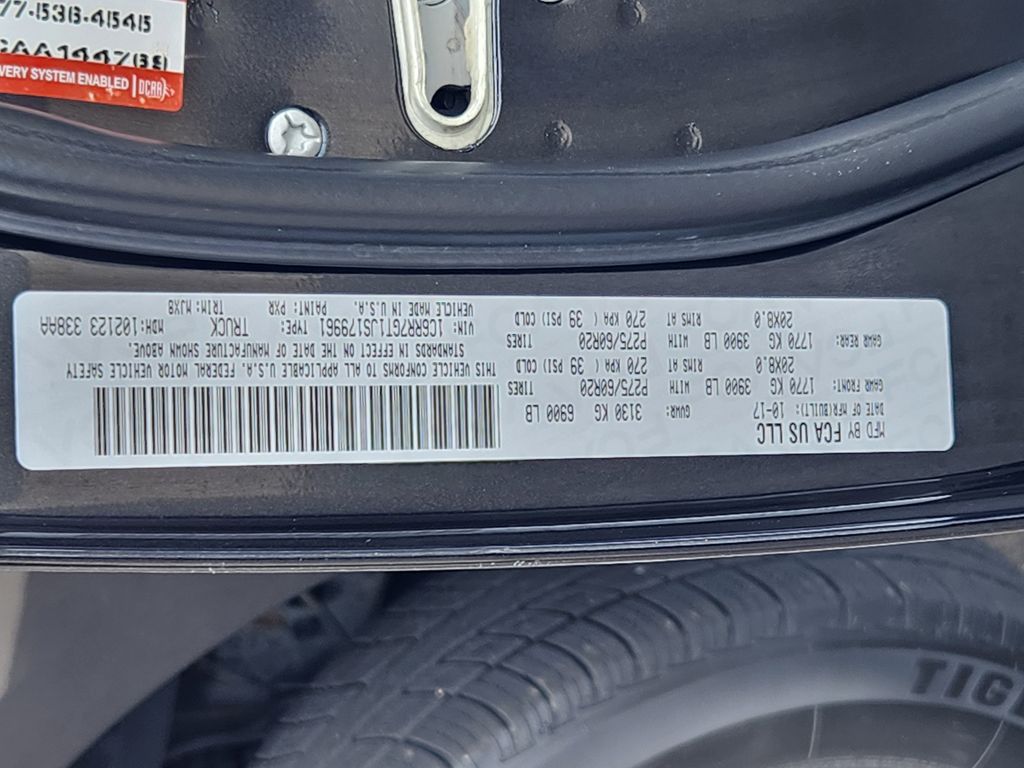 77-536-4545
CAA144769
VERY SYSTEM ENABLED | DCAR
MFD BY FCA US LLC
DATE OF MFR(BUILT): 10-17 GVWR: 3130 KG 6900 LB
GAWR FRONT: 1770 KG 3900 LB WITH P275/60R20 TIRES
RIMS AT 20X8.0 270 KPA ( 39 PSI) COLD
GAWR REAR: 1770 KG 3900 LB WITH P275/60R20 TIRES
RIMS AT 20X8.0 270 KPA ( 39 PSI) COLD
THIS VEHICLE CONFORMS TO ALL APPLICABLE U.S.A. FEDERAL MOTOR VEHICLE SAFETY
STANDARDS IN EFFECT ON THE DATE OF MANUFACTURE SHOWN ABOVE.
VIN: 1C6RR7GT1JS179961 TYPE: TRUCK MDH:102123 338AA
VEHICLE MADE IN U.S.A. PAINT: PXR TRIM:MJX8
TIG